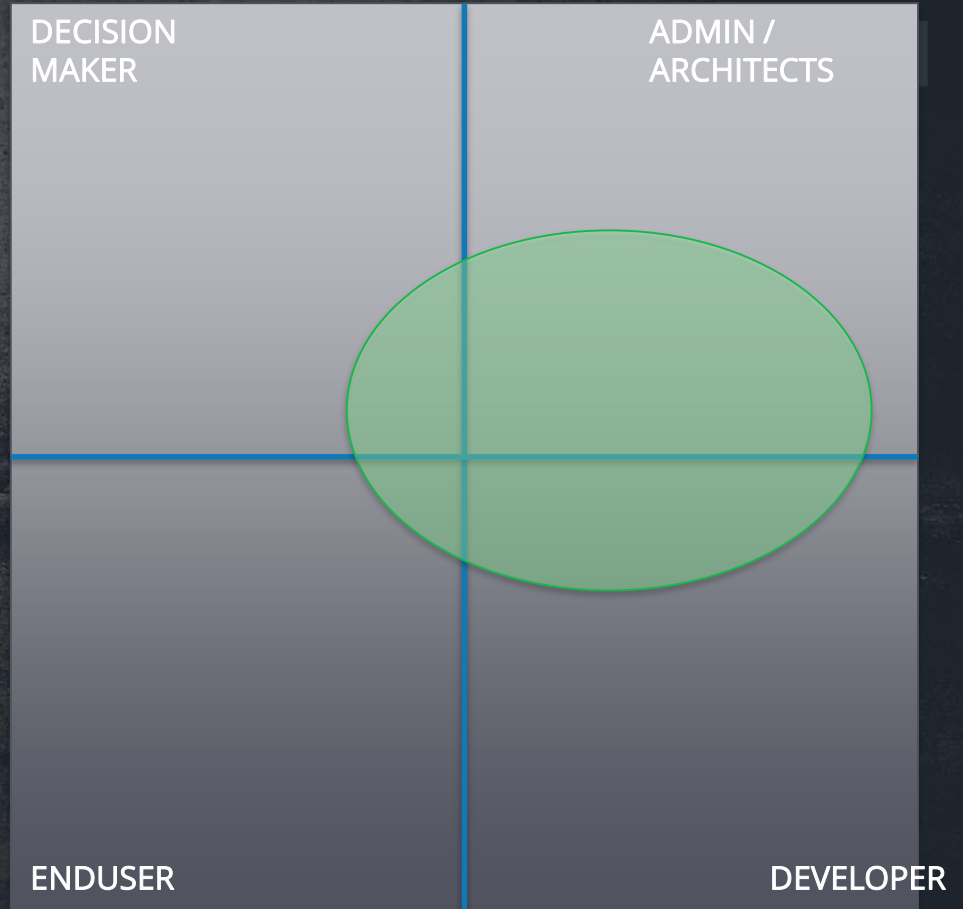 DECISION
MAKER
ADMIN /
ARCHITECTS
ENDUSER
DEVELOPER